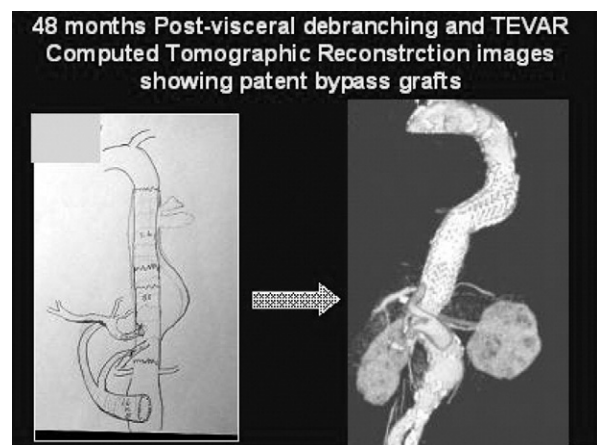 48 months Post-visceral debranching and TEVAR
Computed Tomographic Reconstrction images
showing patent bypass grafts